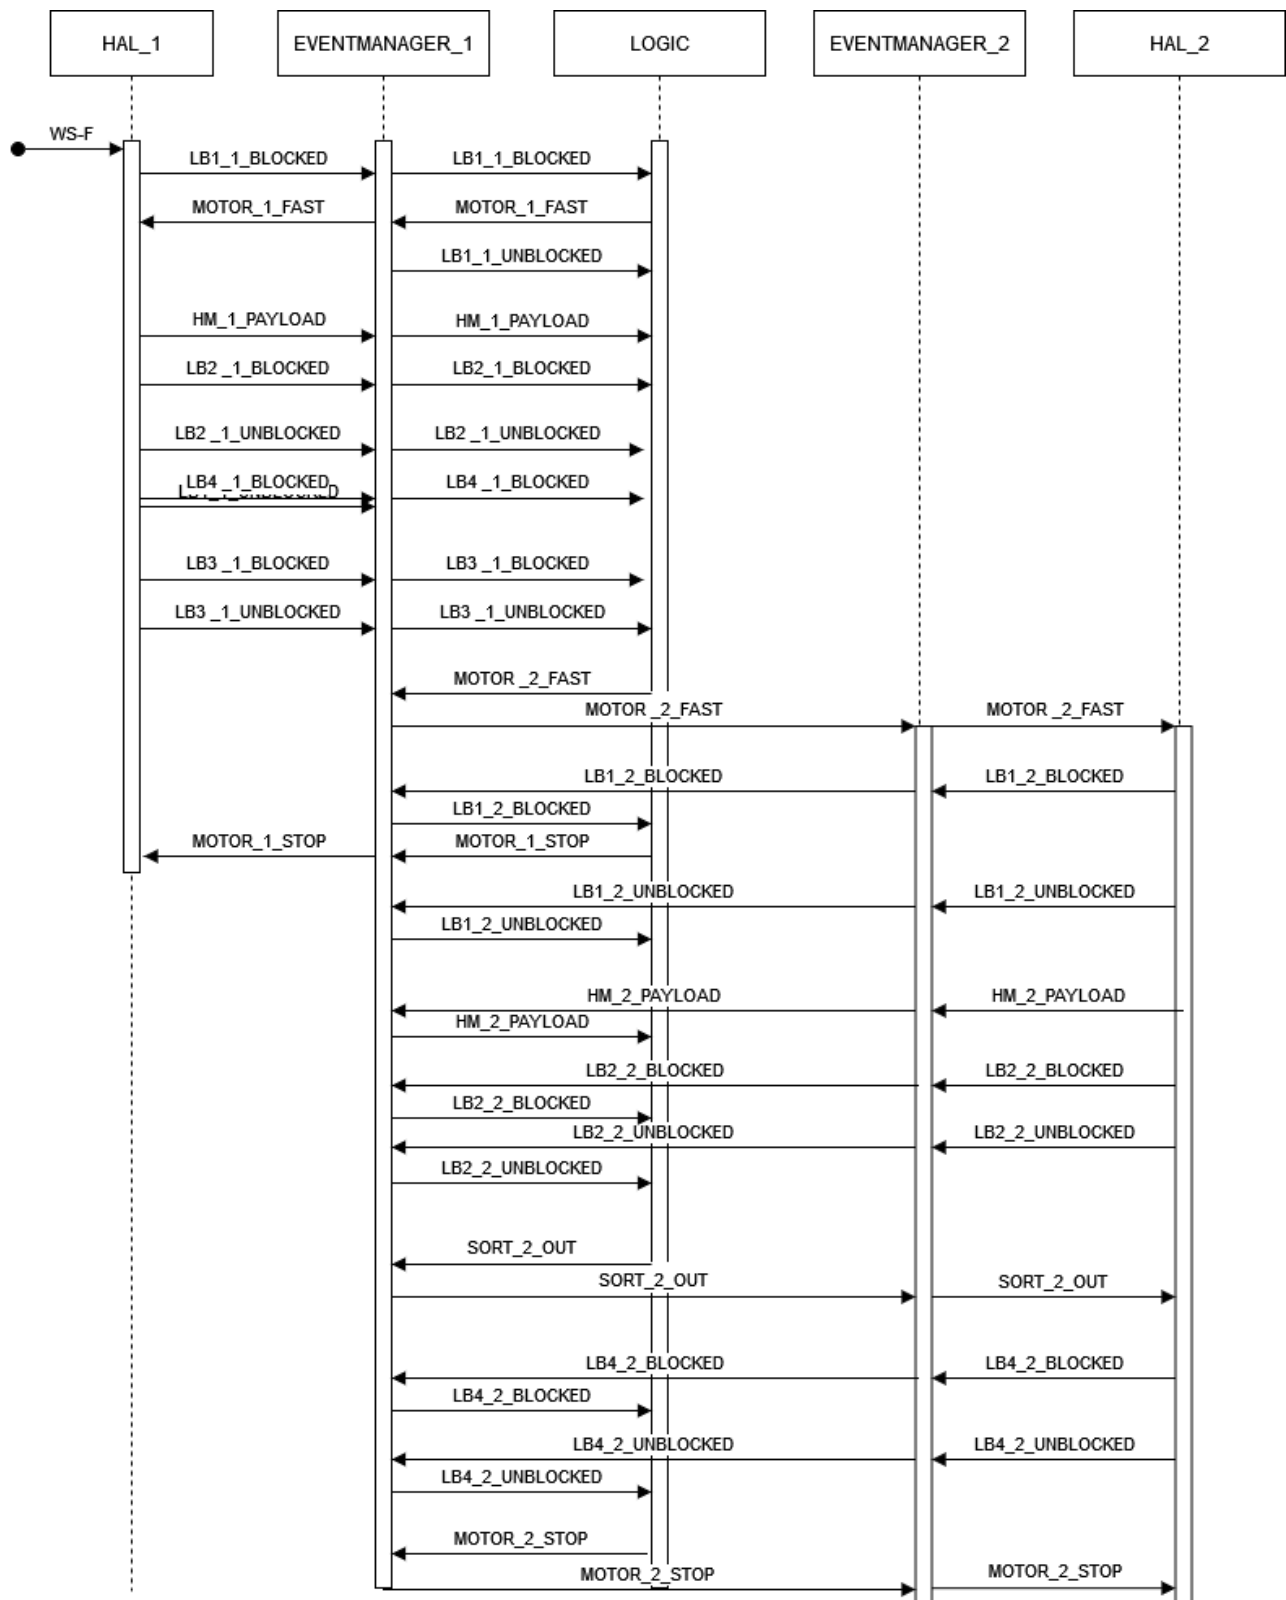 HAL_1
EVENTMANAGER_1
LOGIC
EVENTMANAGER_2
HAL_2
WS-F
LB1_1_BLOCKED
LB1_1_BLOCKED
MOTOR_1_FAST
MOTOR_1_FAST
LB1_1_UNBLOCKED
HM_1_PAYLOAD
HM_1_PAYLOAD
LB2 _1_BLOCKED
LB2_1_BLOCKED
LB2 _1_UNBLOCKED
LB2 _1_UNBLOCKED
LB4 _1_BLOCKED
LB4 _1_BLOCKED
LB1_1_UNBLOCKED
LB3 _1_BLOCKED
LB3 _1_BLOCKED
LB3 _1_UNBLOCKED
LB3 _1_UNBLOCKED
MOTOR _2_FAST
MOTOR _2_FAST
MOTOR _2_FAST
LB1_2_BLOCKED
LB1_2_BLOCKED
LB1_2_BLOCKED
MOTOR_1_STOP
MOTOR_1_STOP
LB1_2_UNBLOCKED
LB1_2_UNBLOCKED
LB1_2_UNBLOCKED
HM_2_PAYLOAD
HM_2_PAYLOAD
HM_2_PAYLOAD
LB2_2_BLOCKED
LB2_2_BLOCKED
LB2_2_BLOCKED
LB2_2_UNBLOCKED
LB2_2_UNBLOCKED
LB2_2_UNBLOCKED
SORT_2_OUT
SORT_2_OUT
SORT_2_OUT
LB4_2_BLOCKED
LB4_2_BLOCKED
LB4_2_BLOCKED
LB4_2_UNBLOCKED
LB4_2_UNBLOCKED
LB4_2_UNBLOCKED
MOTOR_2_STOP
MOTOR_2_STOP
MOTOR_2_STOP